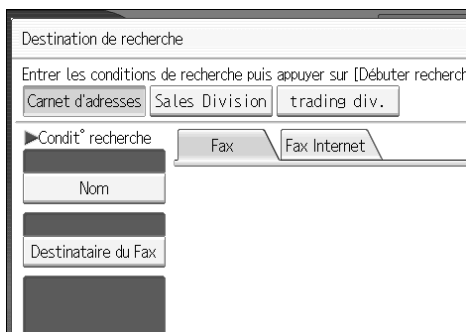 Destination de recherche
Entrer les conditions de recherche puis appuyer sur [Débuter recherch
Carnet d'adresses Sales Division trading div.
▶Condit° recherche
Fax Fax Internet
Nom
Destinataire du Fax